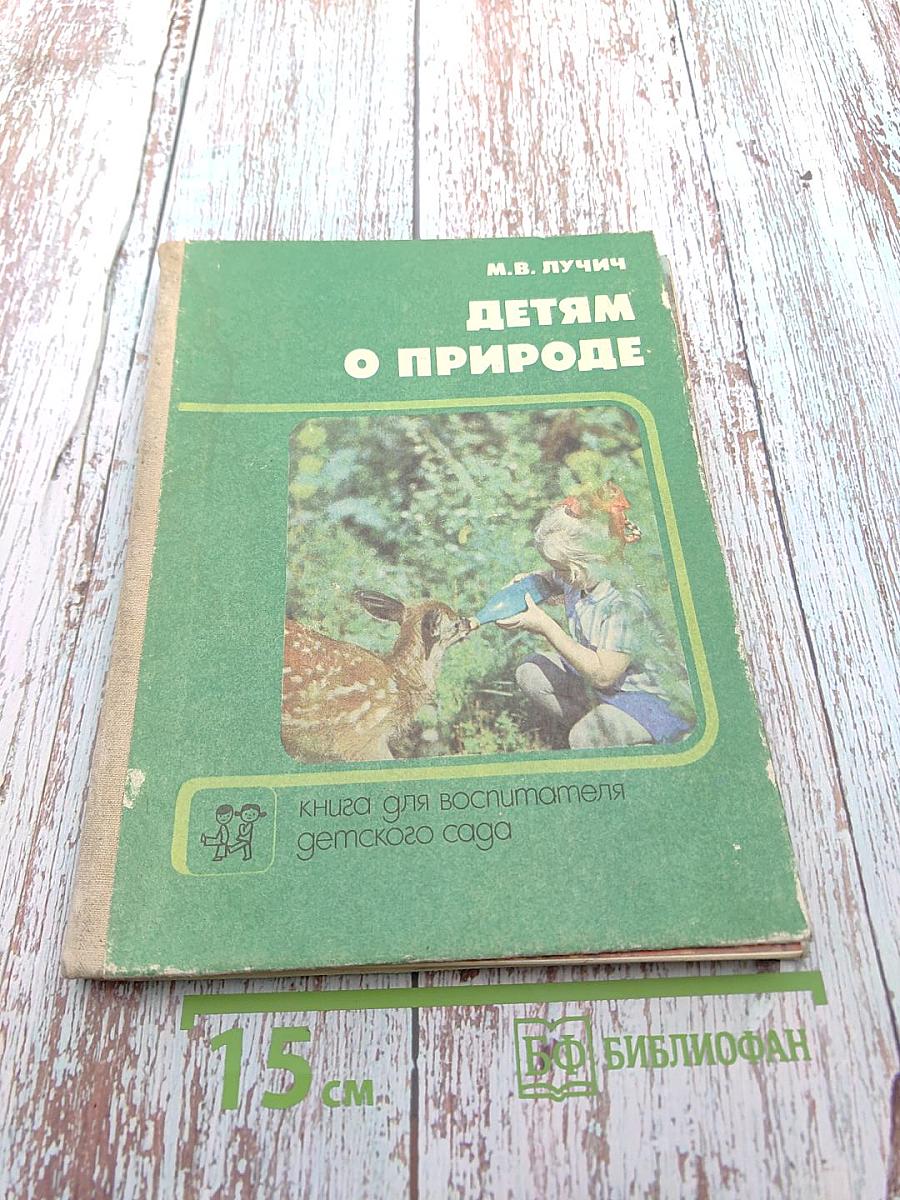 М.В. ЛУЧИЧ
ДЕТЯМ
О ПРИРОДЕ
книга для воспитателя
детского сада
15 см
БФ БИБЛИОФАН